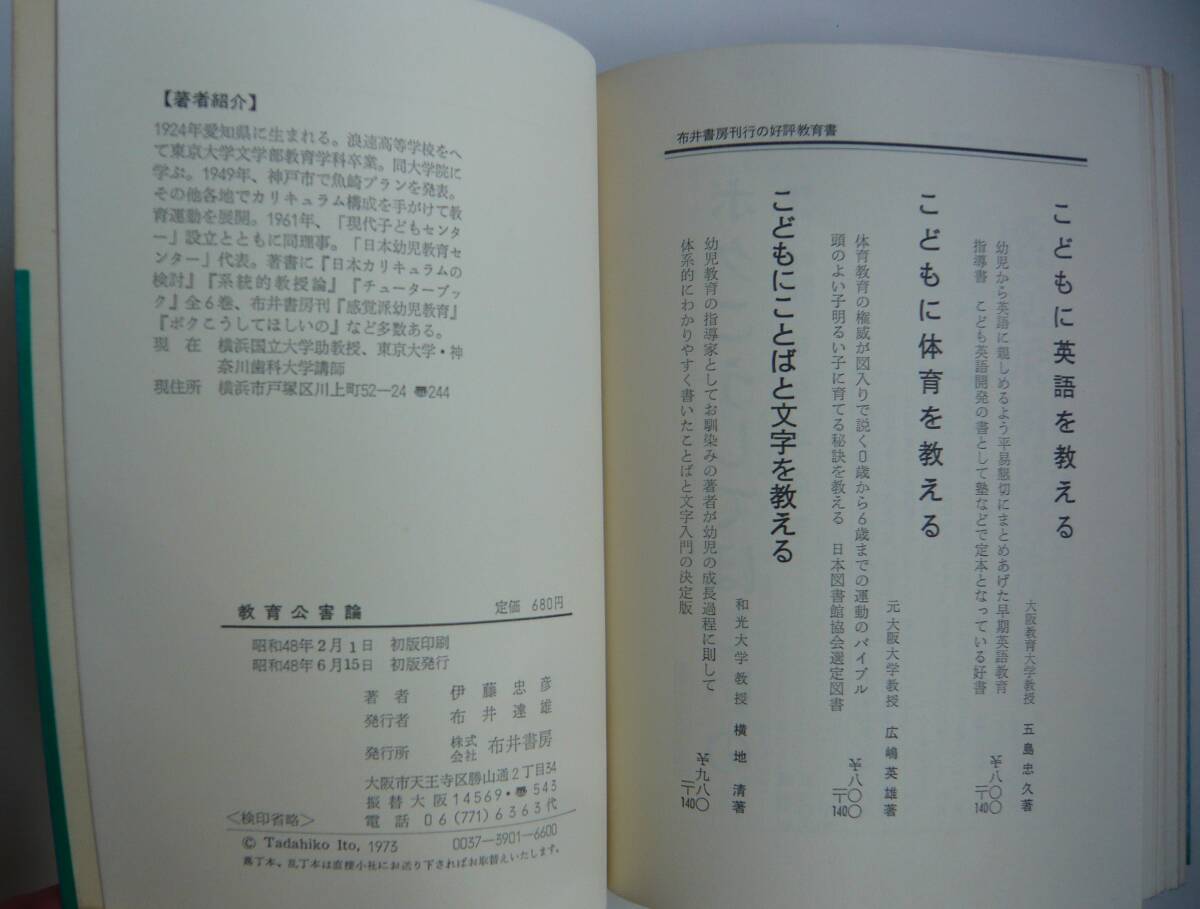 【著者紹介】
1924年愛知県に生まれる。浪速高等学校をへ
て東京大学文学部教育学科卒業。同大学院に
学ぶ。1949年、神戸市で魚崎プランを発表。
その他各地でカリキュラム構成を手がけて教
育運動を展開。1961年、「現代子どもセンタ
ー」設立とともに同理事。「日本幼児教育セ
ンター」代表。著書に『日本カリキュラムの
検討』『系統的教授論』『チューターブッ
ク』全6巻、布井書房刊『感覚派幼児教育』
『ボクこうしてほしいの』など多数ある。
現在 横浜国立大学助教授、東京大学・神
奈川歯科大学講師
現住所 横浜市戸塚区川上町52—24 〠244
教育公害論 定価 680円
昭和48年2月1日 初版印刷
昭和48年6月15日 初版発行
著者 伊藤忠彦
発行者 布井達雄
発行所 株式会社 布井書房
大阪市天王寺区勝山通2丁目34
振替大阪14569・〠543
電話 06(771)6363代
<検印省略>
© Tadahiko Ito, 1973 0037-3901-6600
落丁本、乱丁本は直接小社にお送り下さればお取替えいたします。
布井書房刊行の好評教育書
こどもに英語を教える
幼児から英語に親しめるよう平易懇切にまとめあげた早期英語教育
指導書 こども英語開発の書として塾などで定本となっている好書
大阪教育大学教授 五島忠久著
¥八〇〇
〒140
こどもに体育を教える
体育教育の権威が図入りで説く0歳から6歳までの運動のバイブル
頭のよい子明るい子に育てる秘訣を教える 日本図書館協会選定図書
元大阪大学教授 広嶋英雄著
¥八〇〇
〒140
こどもにことばと文字を教える
幼児教育の指導家としてお馴染みの著者が幼児の成長過程に則して
体系的にわかりやすく書いたことばと文字入門の決定版
和光大学教授 横地清著
¥九八〇
〒140